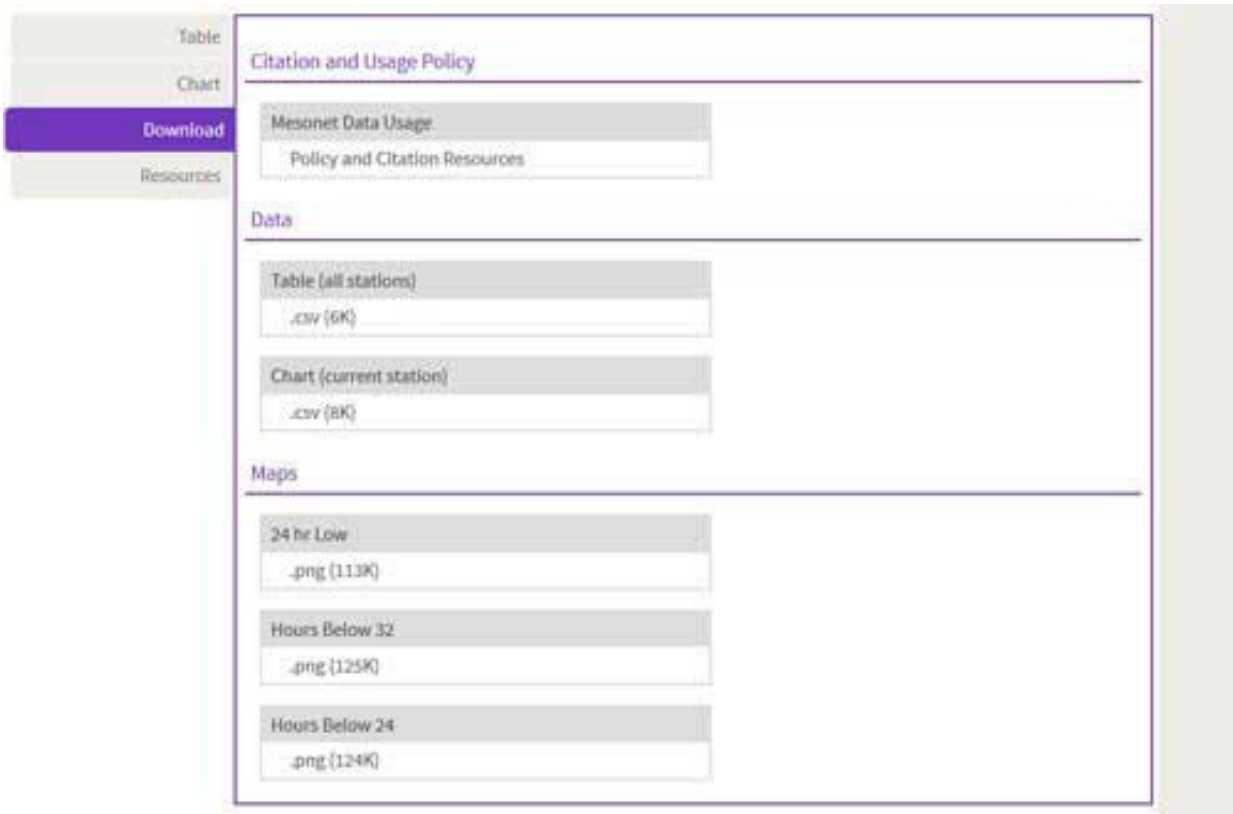 Table
Chart
Download
Resources
Citation and Usage Policy
Mesonet Data Usage
Policy and Citation Resources
Data
Table (all stations)
.csv (6K)
Chart (current station)
.csv (8K)
Maps
24 hr Low
.png (113K)
Hours Below 32
.png (125K)
Hours Below 24
.png (124K)